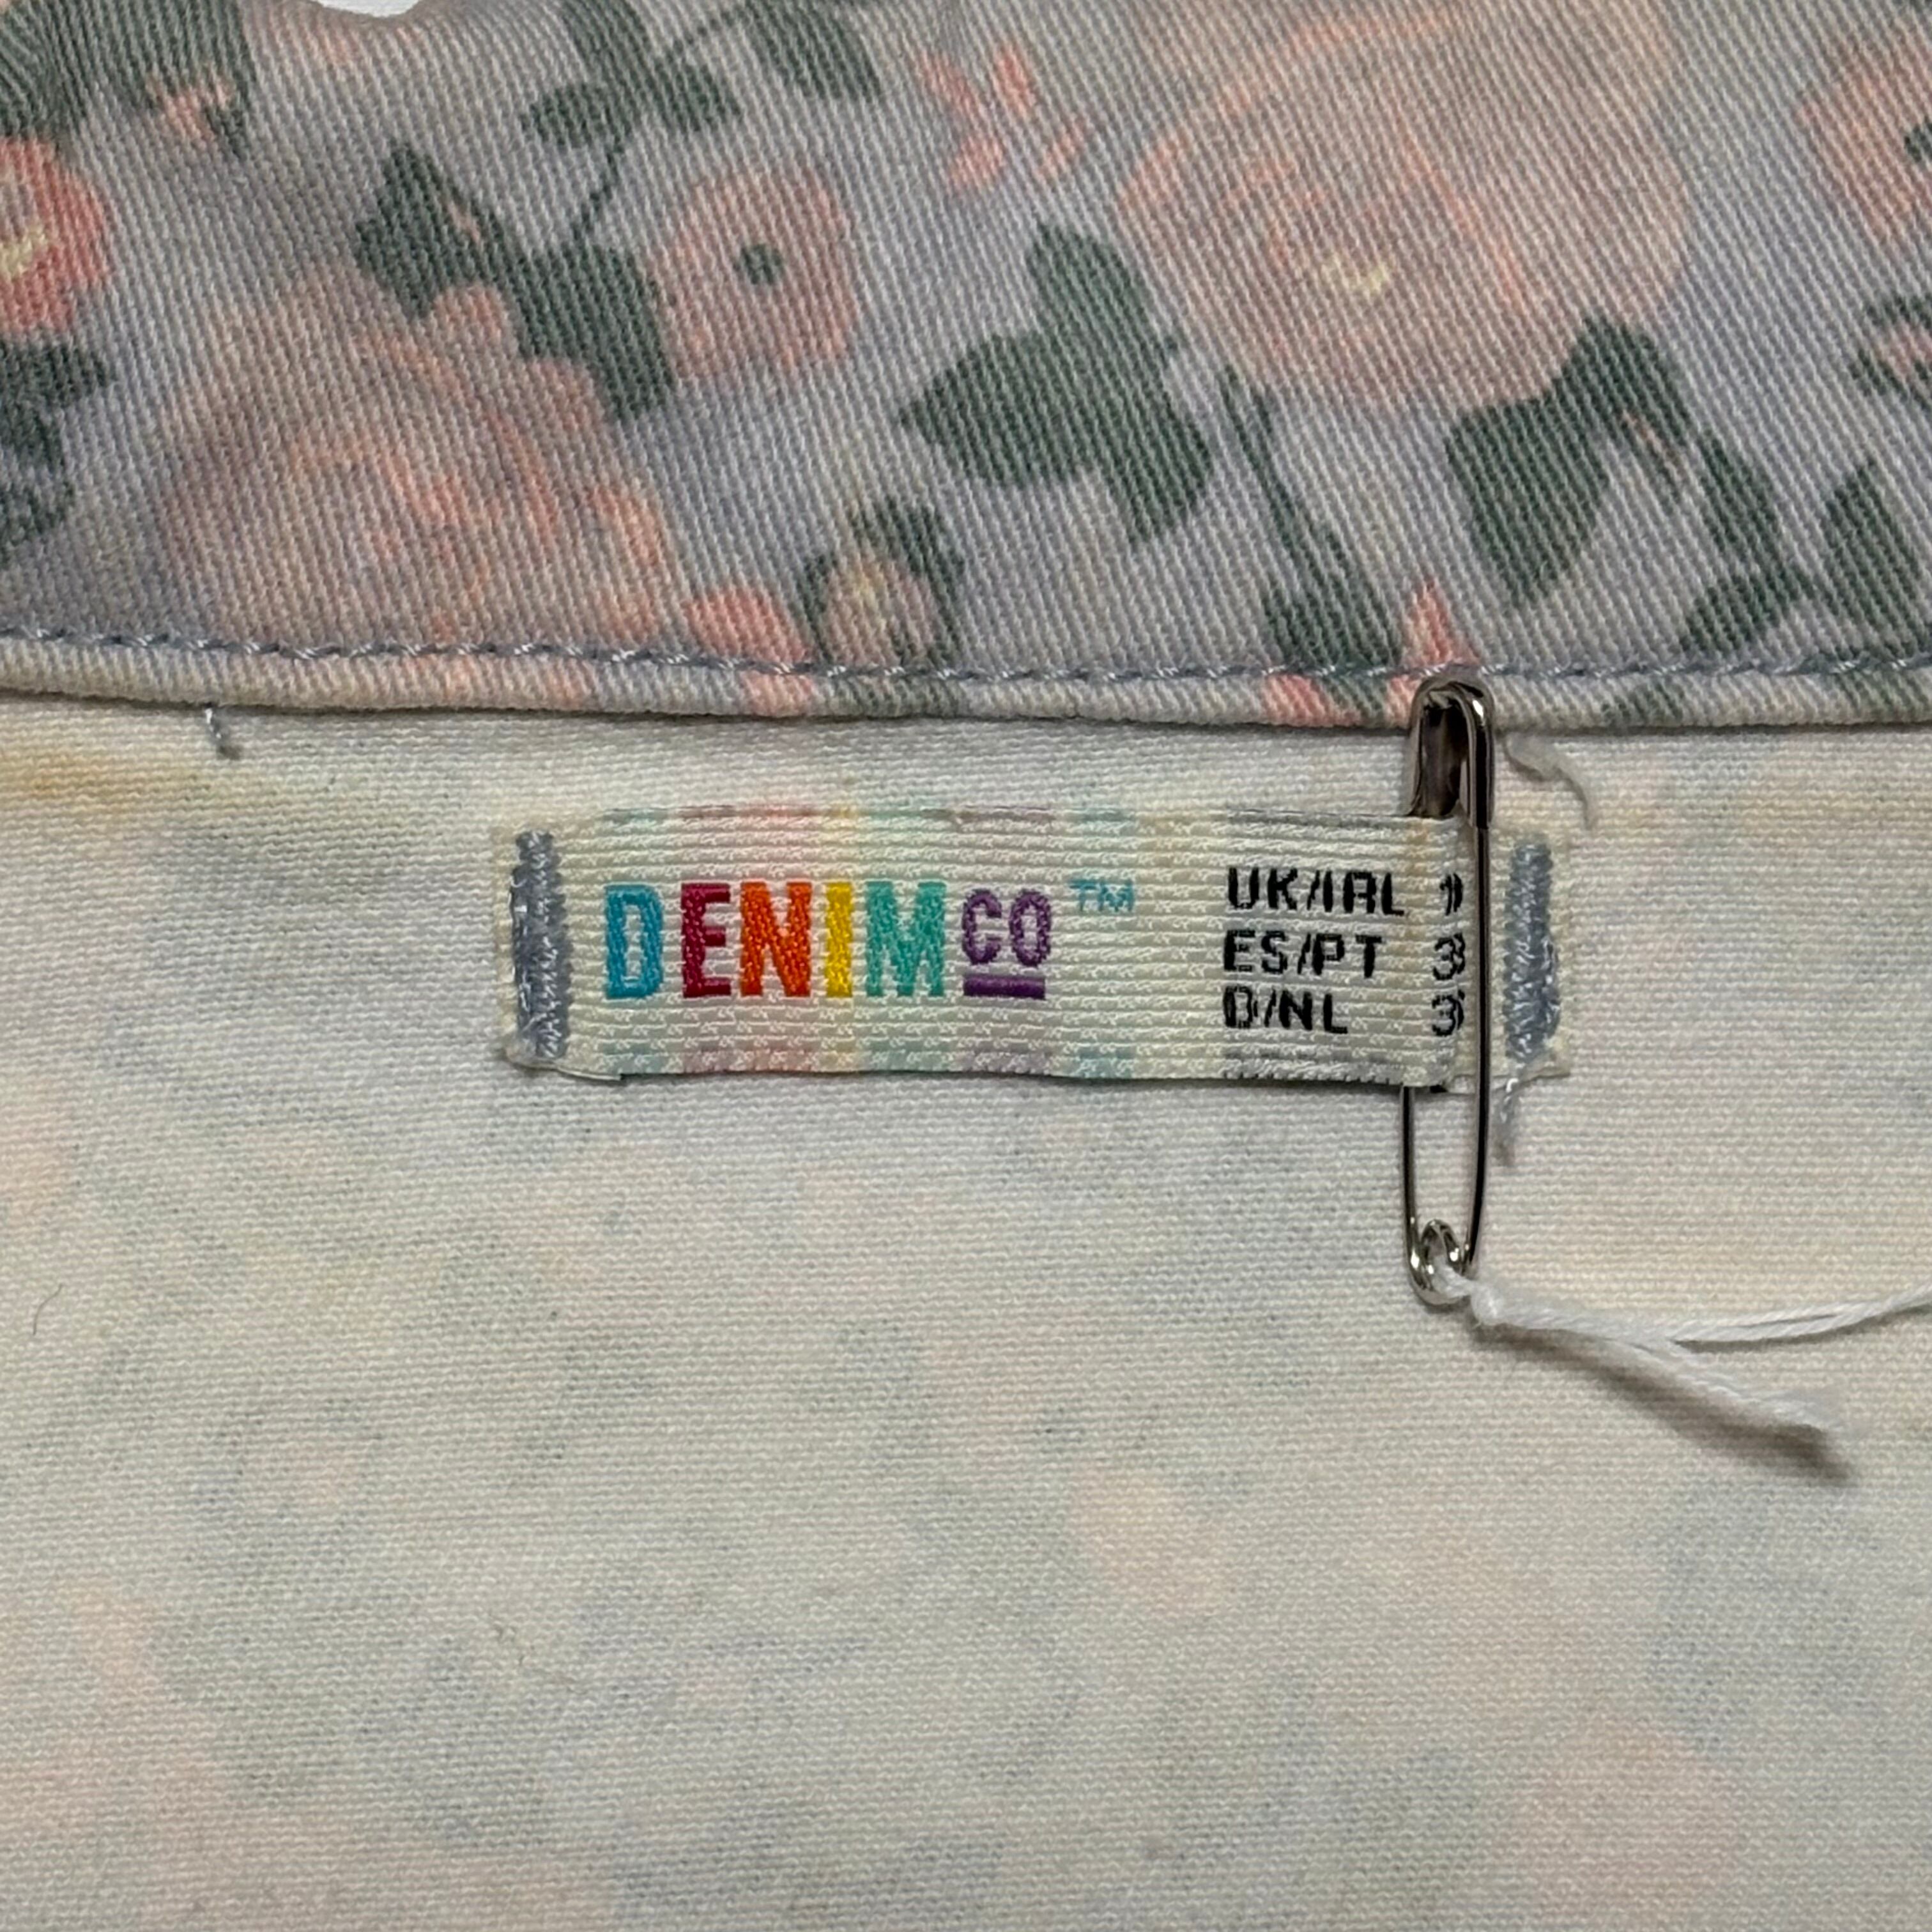 DENIMCO™
UK/IRL
ES/PT
D/NL